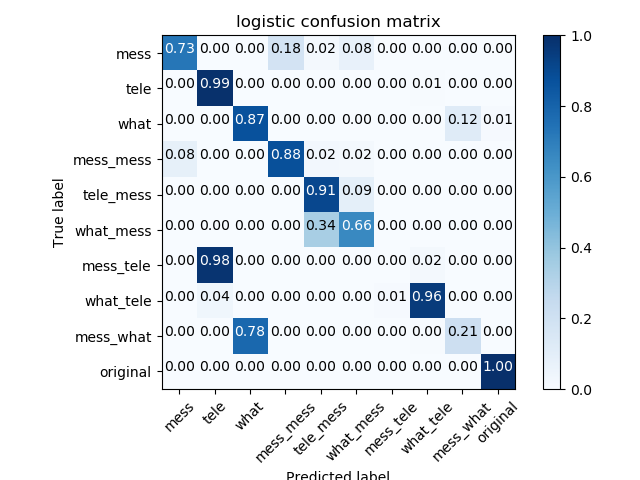 logistic confusion matrix
1.0
mess 0.73 0.00 0.00 0.18 0.02 0.08 0.00 0.00 0.00 0.00
tele 0.00 0.99 0.00 0.00 0.00 0.00 0.00 0.01 0.00 0.00
0.8
what 0.00 0.00 0.87 0.00 0.00 0.00 0.00 0.00 0.12 0.01
mess_mess 0.08 0.00 0.00 0.88 0.02 0.02 0.00 0.00 0.00 0.00
0.6
tele_mess 0.00 0.00 0.00 0.00 0.91 0.09 0.00 0.00 0.00 0.00
True label
what_mess 0.00 0.00 0.00 0.00 0.34 0.66 0.00 0.00 0.00 0.00
0.4
mess_tele 0.00 0.98 0.00 0.00 0.00 0.00 0.00 0.02 0.00 0.00
what_tele 0.00 0.04 0.00 0.00 0.00 0.00 0.01 0.96 0.00 0.00
0.2
mess_what 0.00 0.00 0.78 0.00 0.00 0.00 0.00 0.00 0.21 0.00
original 0.00 0.00 0.00 0.00 0.00 0.00 0.00 0.00 0.00 1.00
0.0
mess tele what mess_mess tele_mess what_mess mess_tele what_tele mess_what original
Predicted label